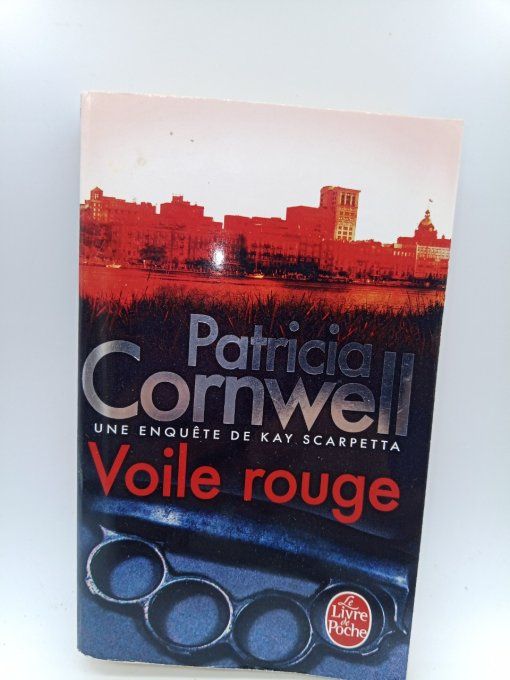 Patricia
Cornwell
UNE ENQUÊTE DE KAY SCARPETTA
Voile rouge
Le
Livre
de
Poche